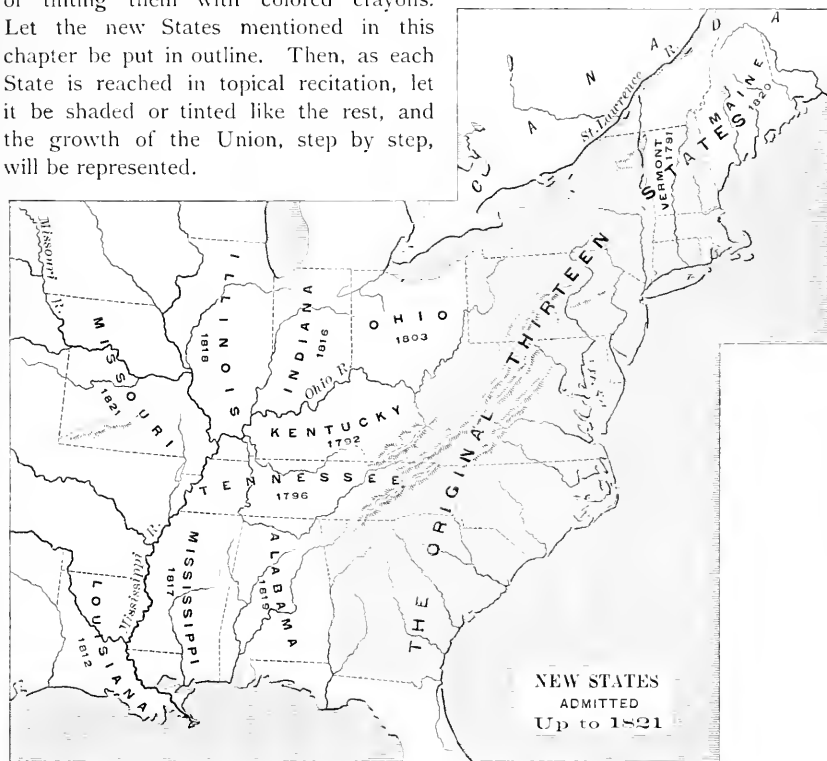 of tinting them with colored crayons.
Let the new States mentioned in this
chapter be put in outline. Then, as each
State is reached in topical recitation, let
it be shaded or tinted like the rest, and
the growth of the Union, step by step,
will be represented.
CANADA
St. Lawrence R.
MAINE
1820
VERMONT
1791
THE ORIGINAL THIRTEEN STATES
Missouri R.
MISSOURI
1821
ILLINOIS
1818
INDIANA
1816
OHIO
1803
Ohio R.
KENTUCKY
1792
TENNESSEE
1796
Mississippi R.
MISSISSIPPI
1817
ALABAMA
1819
LOUISIANA
1812
NEW STATES
ADMITTED
Up to 1821